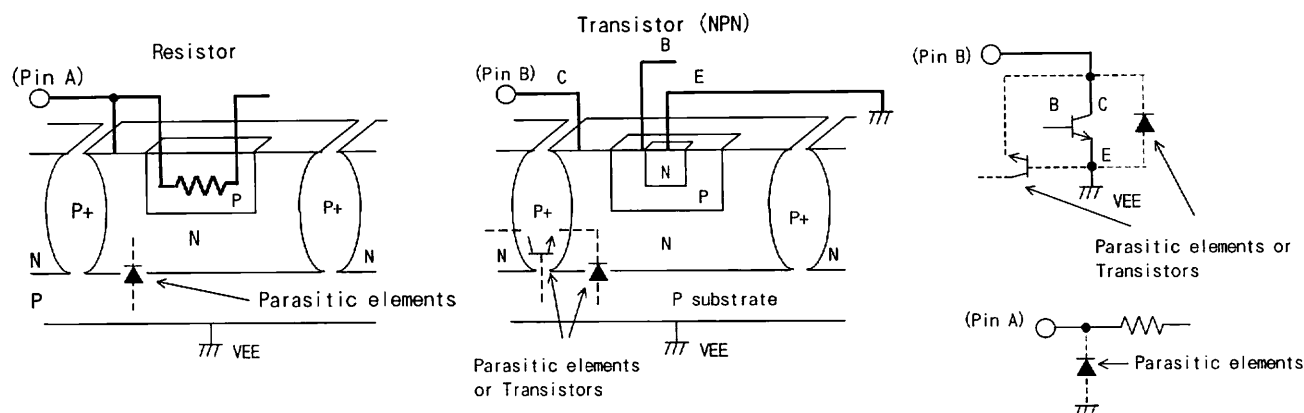 Resistor
(Pin A)
P
P+
P+
N
N
N
P
Parasitic elements
VEE
Transistor (NPN)
B
(Pin B)
C
E
N
P
P+
P+
N
N
N
P substrate
VEE
Parasitic elements
or Transistors
(Pin B)
B
C
E
VEE
Parasitic elements or
Transistors
(Pin A)
Parasitic elements